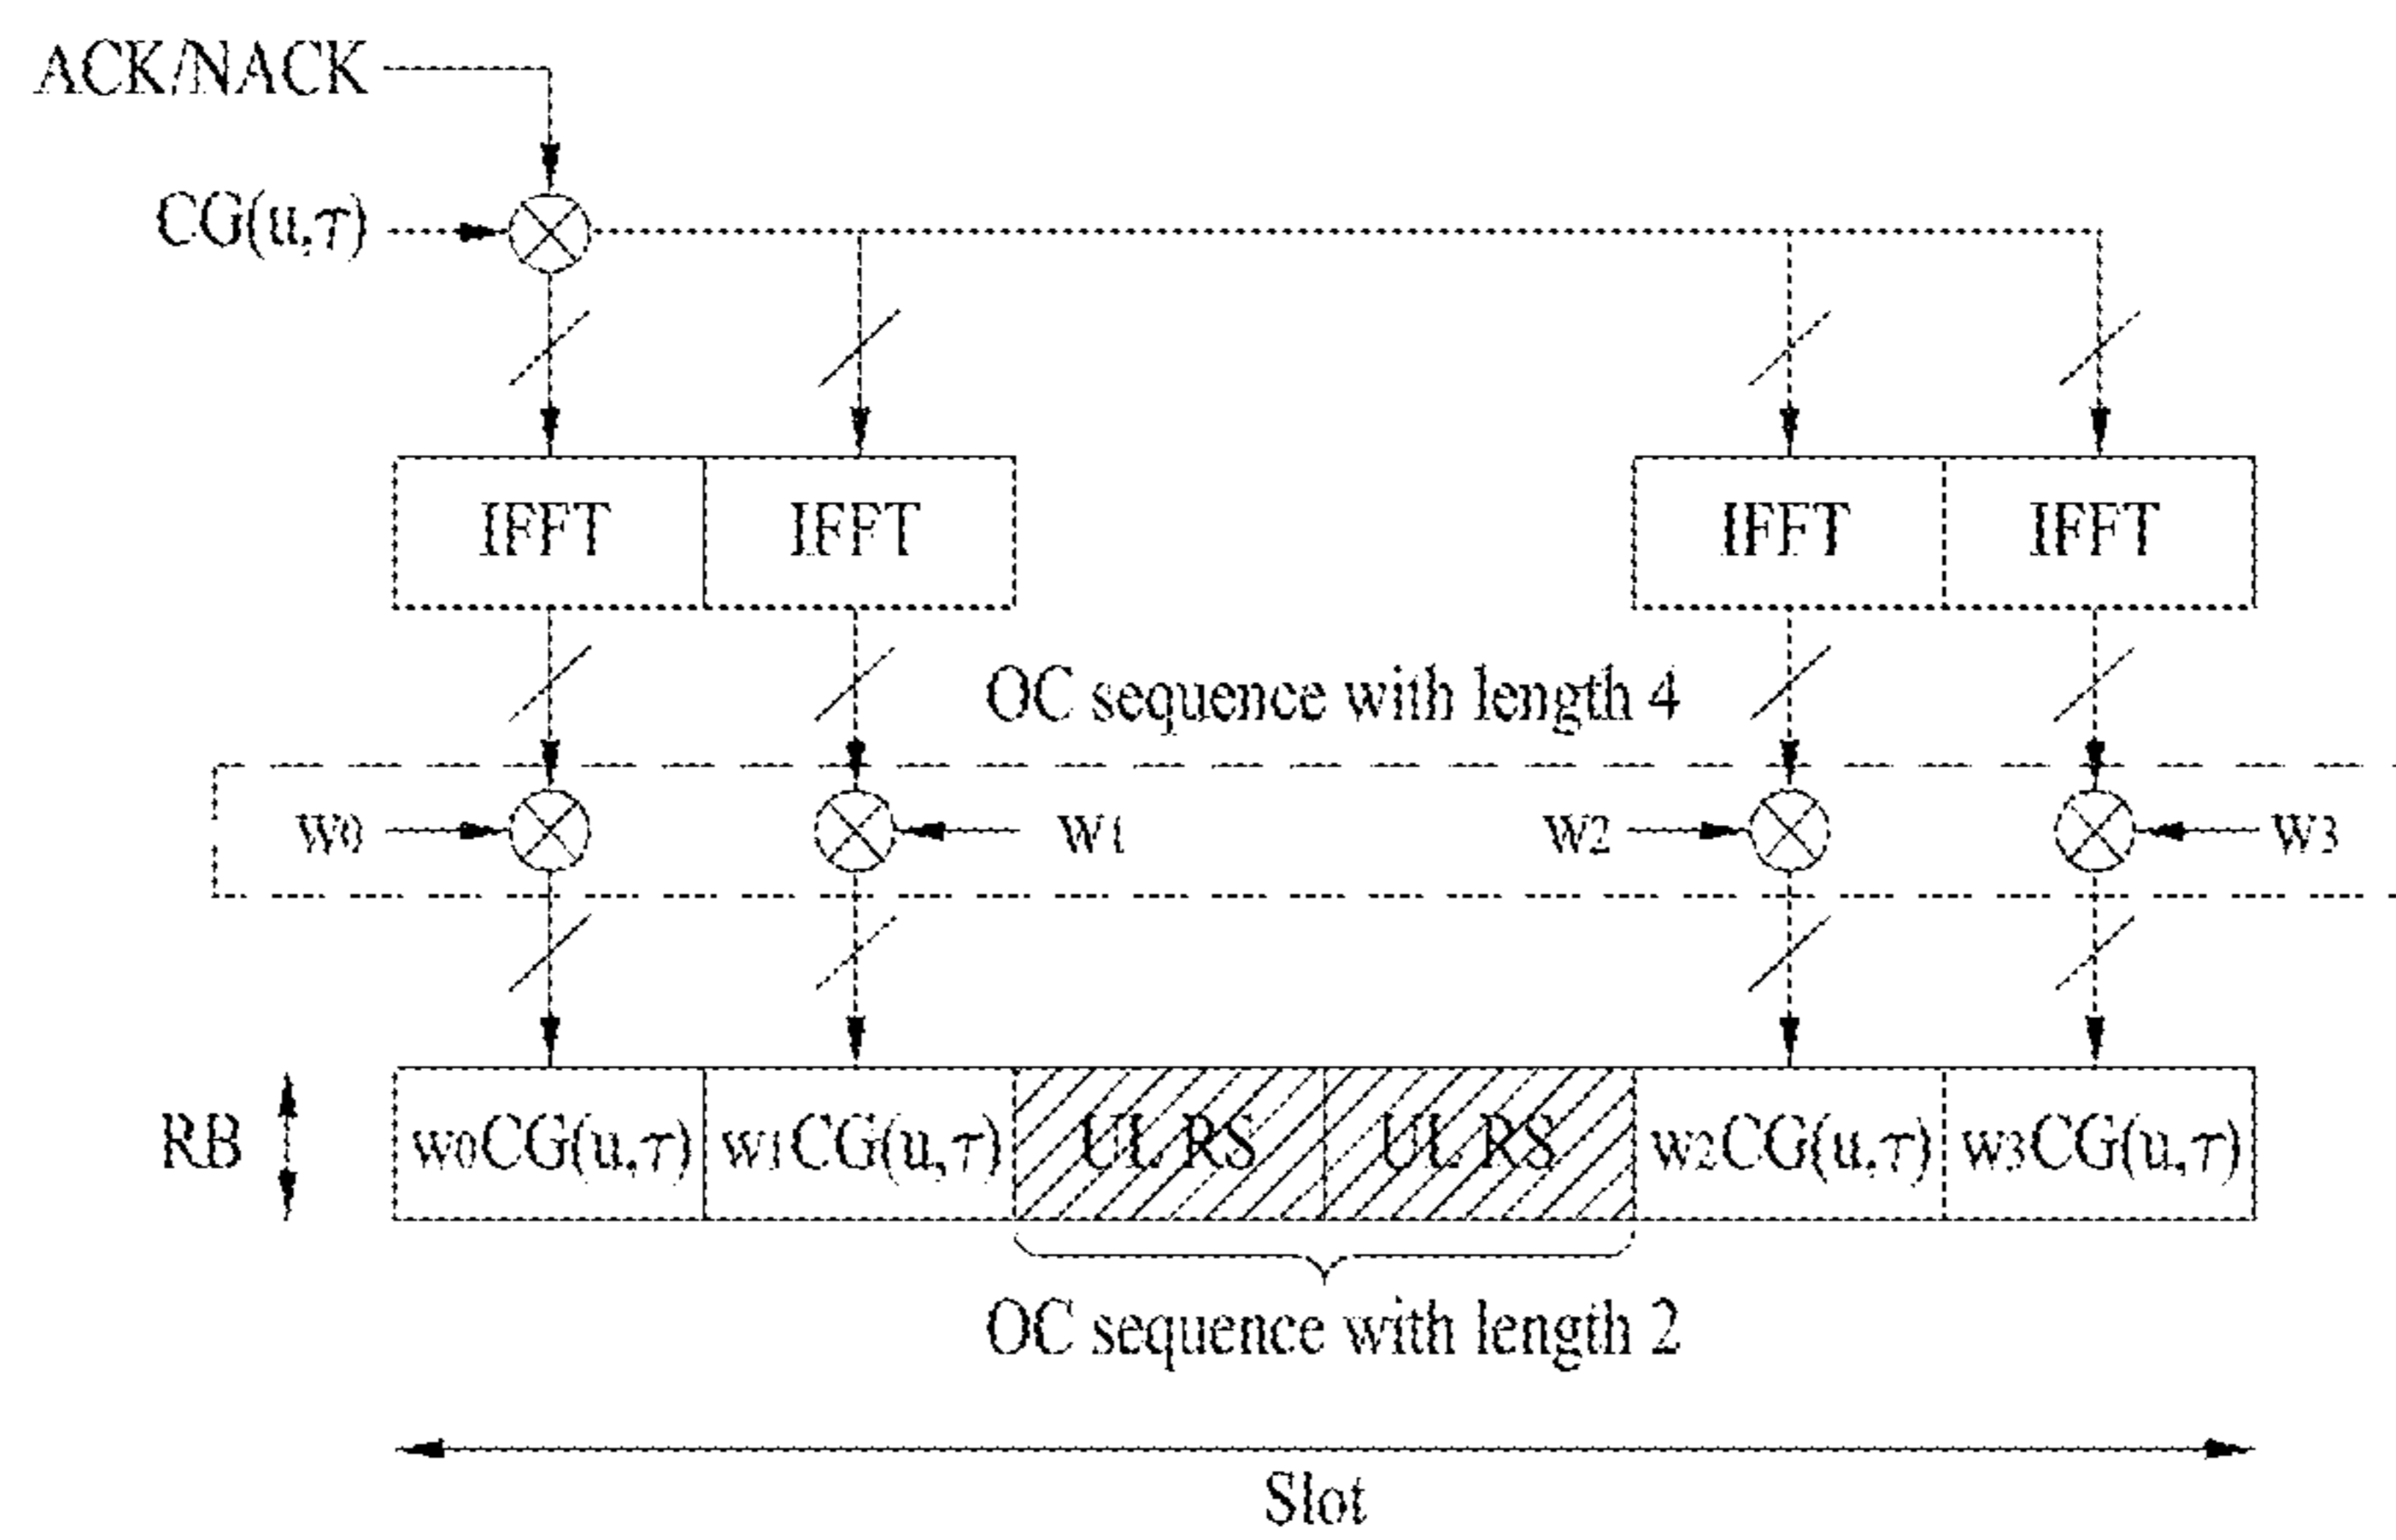 ACK/NACK
CG(u,τ)
IFFT IFFT IFFT IFFT
OC sequence with length 4
w0 w1 w2 w3
RB w0CG(u,τ) w1CG(u,τ) UL RS UL RS w2CG(u,τ) w3CG(u,τ)
OC sequence with length 2
Slot